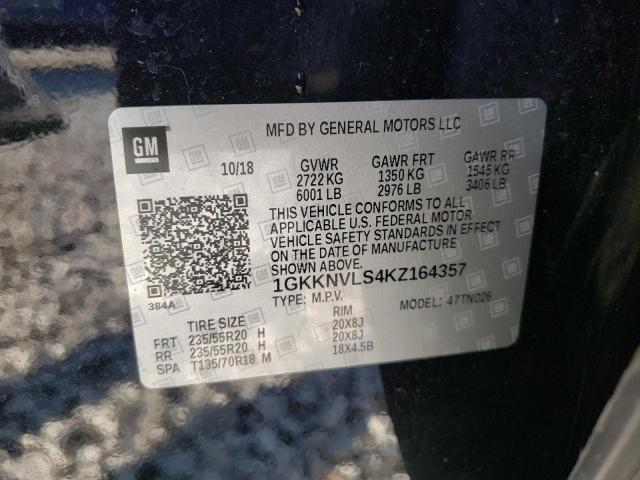 GM
MFD BY GENERAL MOTORS LLC
10/18 GVWR GAWR FRT GAWR RR
2722 KG 1350 KG 1545 KG
6001 LB 2976 LB 3406 LB
THIS VEHICLE CONFORMS TO ALL
APPLICABLE U.S. FEDERAL MOTOR
VEHICLE SAFETY STANDARDS IN EFFECT
ON THE DATE OF MANUFACTURE
SHOWN ABOVE.
1GKKNVLS4KZ164357
384A
TYPE: M.P.V. MODEL: 47TND26
TIRE SIZE RIM
FRT 235/55R20 H 20X8J
RR 235/55R20 H 20X8J
SPA T135/70R18 M 18X4.5B